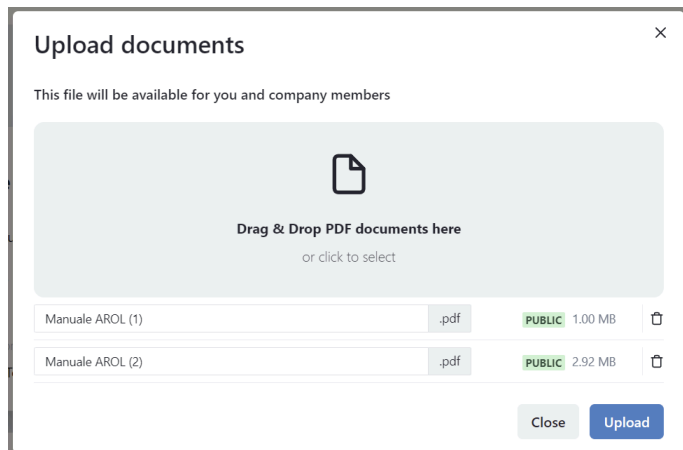 Upload documents
This file will be available for you and company members
Drag & Drop PDF documents here
or click to select
Manuale AROL (1) .pdf PUBLIC 1.00 MB
Manuale AROL (2) .pdf PUBLIC 2.92 MB
Close Upload